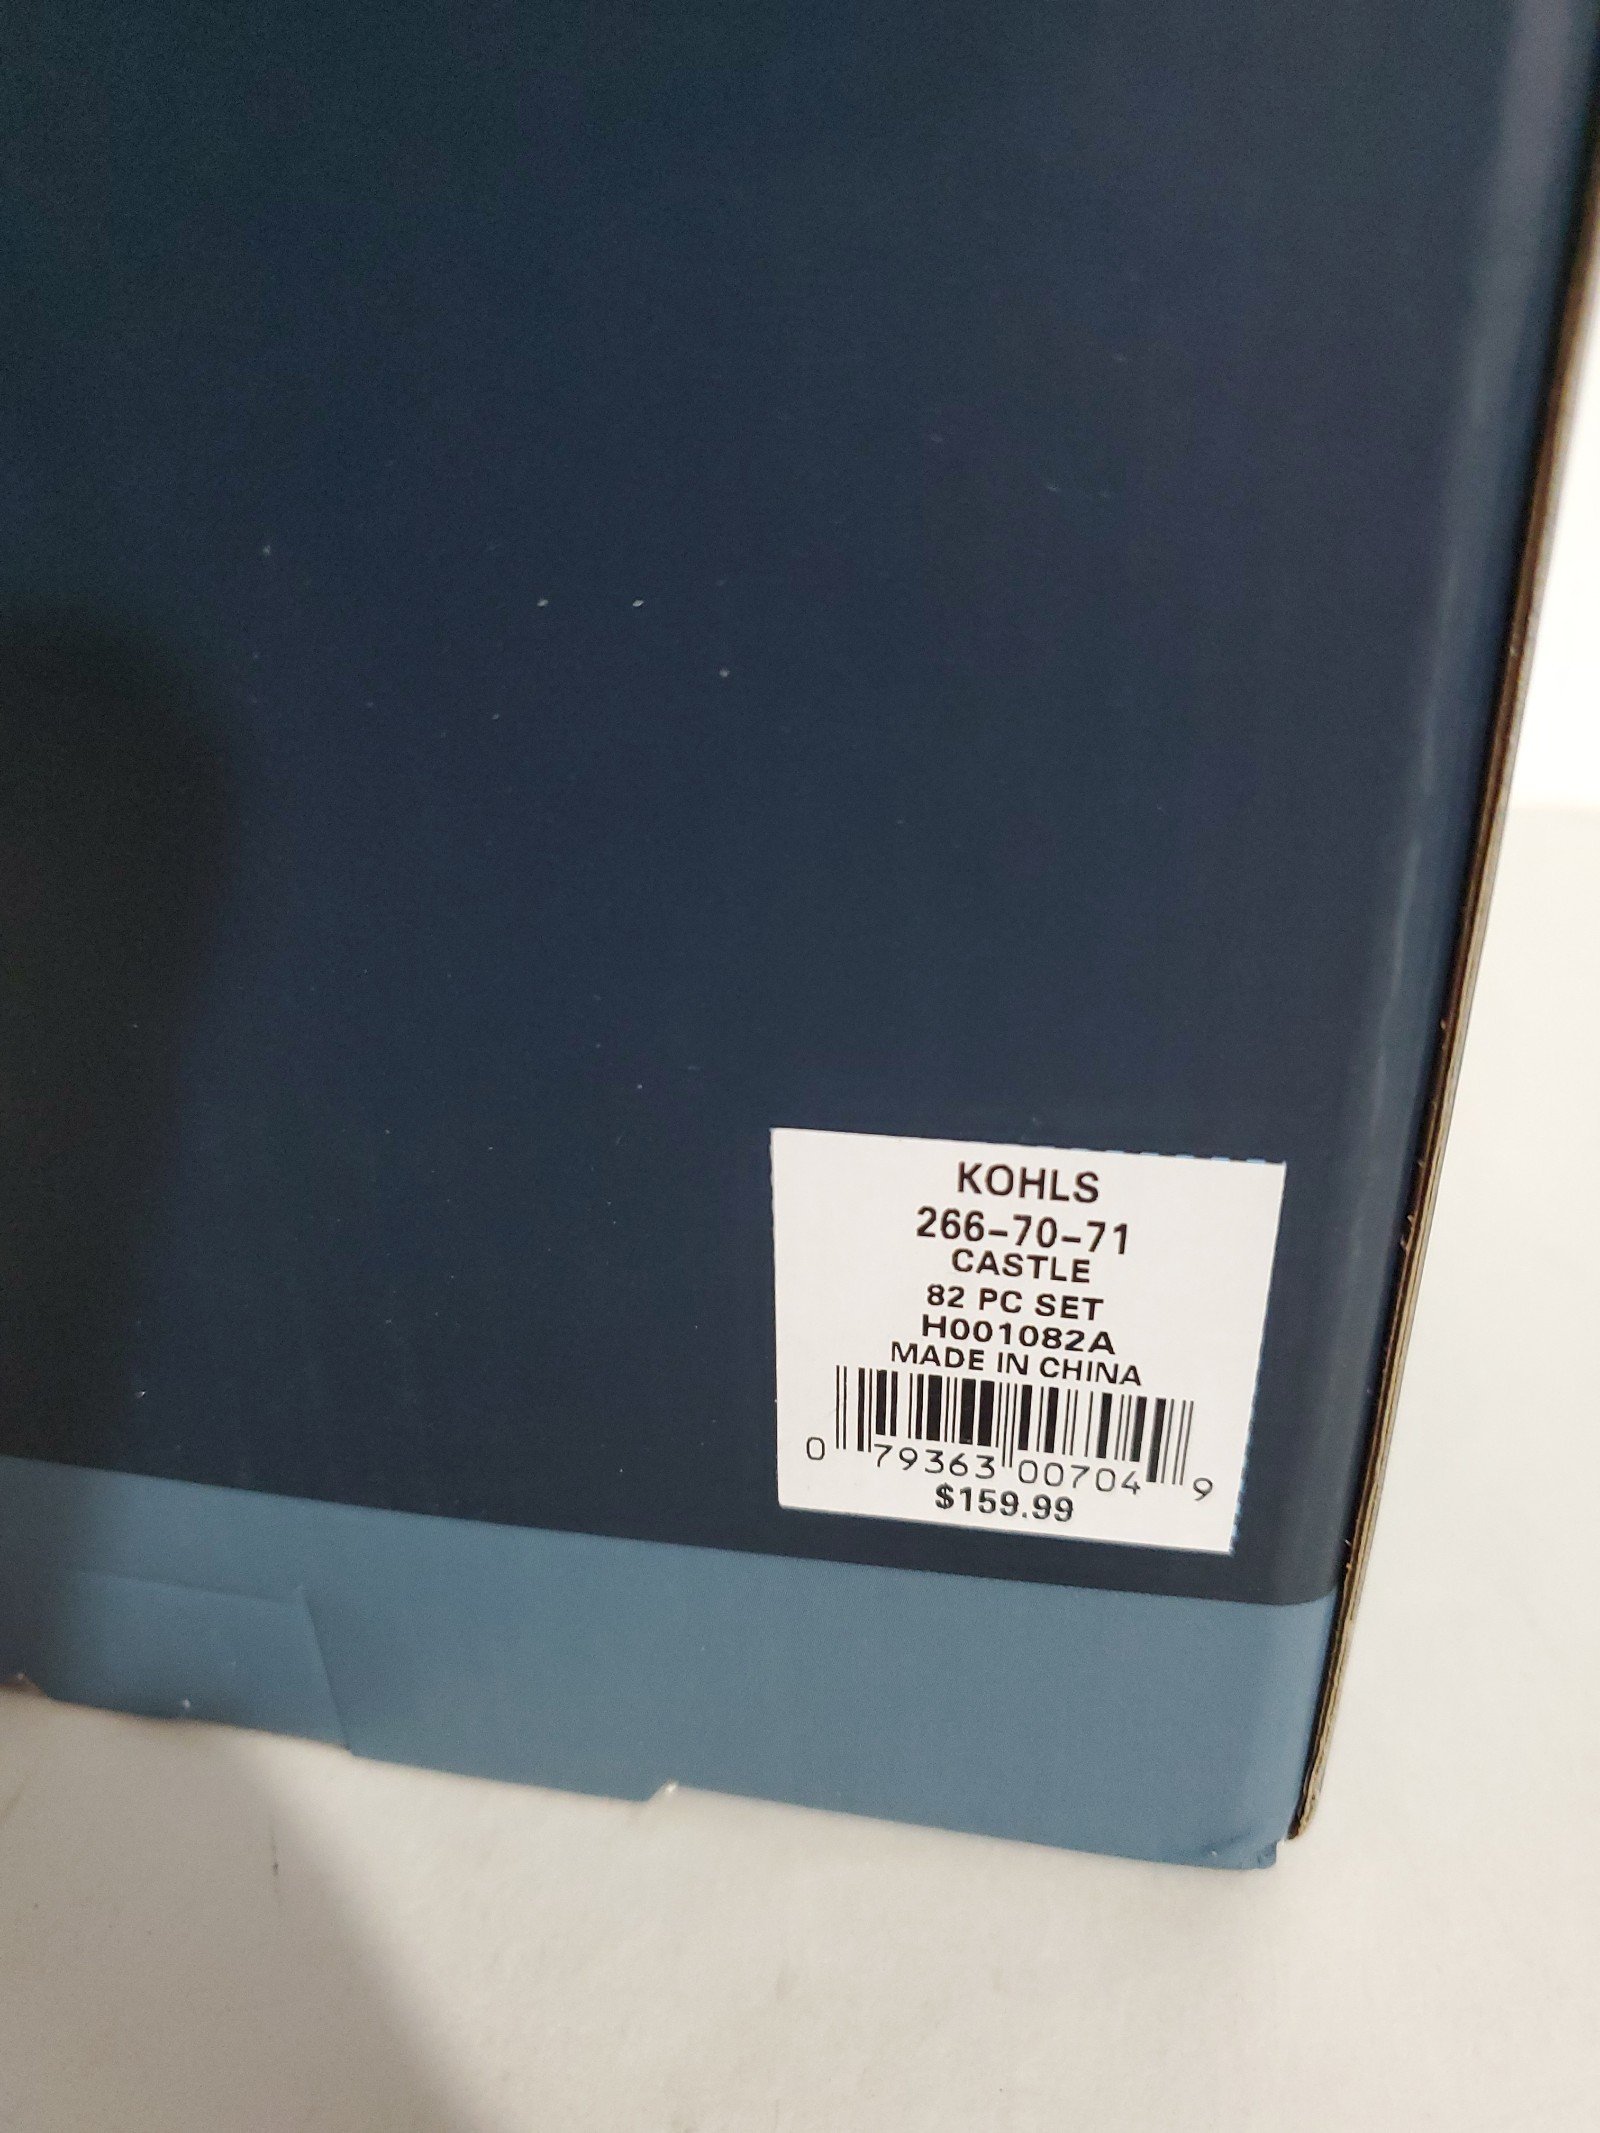 KOHLS
266-70-71
CASTLE
82 PC SET
H001082A
MADE IN CHINA
0 79363 00704 9
$159.99